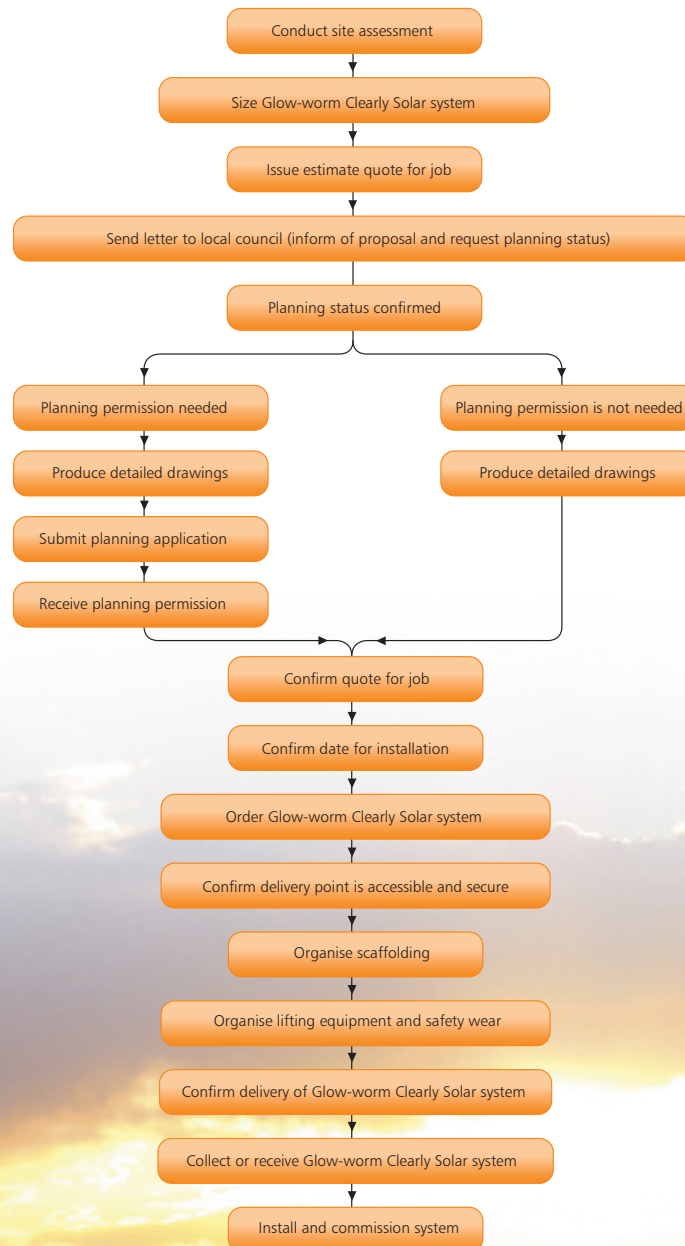 Conduct site assessment
Size Glow-worm Clearly Solar system
Issue estimate quote for job
Send letter to local council (inform of proposal and request planning status)
Planning status confirmed
Planning permission needed
Produce detailed drawings
Submit planning application
Receive planning permission
Planning permission is not needed
Produce detailed drawings
Confirm quote for job
Confirm date for installation
Order Glow-worm Clearly Solar system
Confirm delivery point is accessible and secure
Organise scaffolding
Organise lifting equipment and safety wear
Confirm delivery of Glow-worm Clearly Solar system
Collect or receive Glow-worm Clearly Solar system
Install and commission system